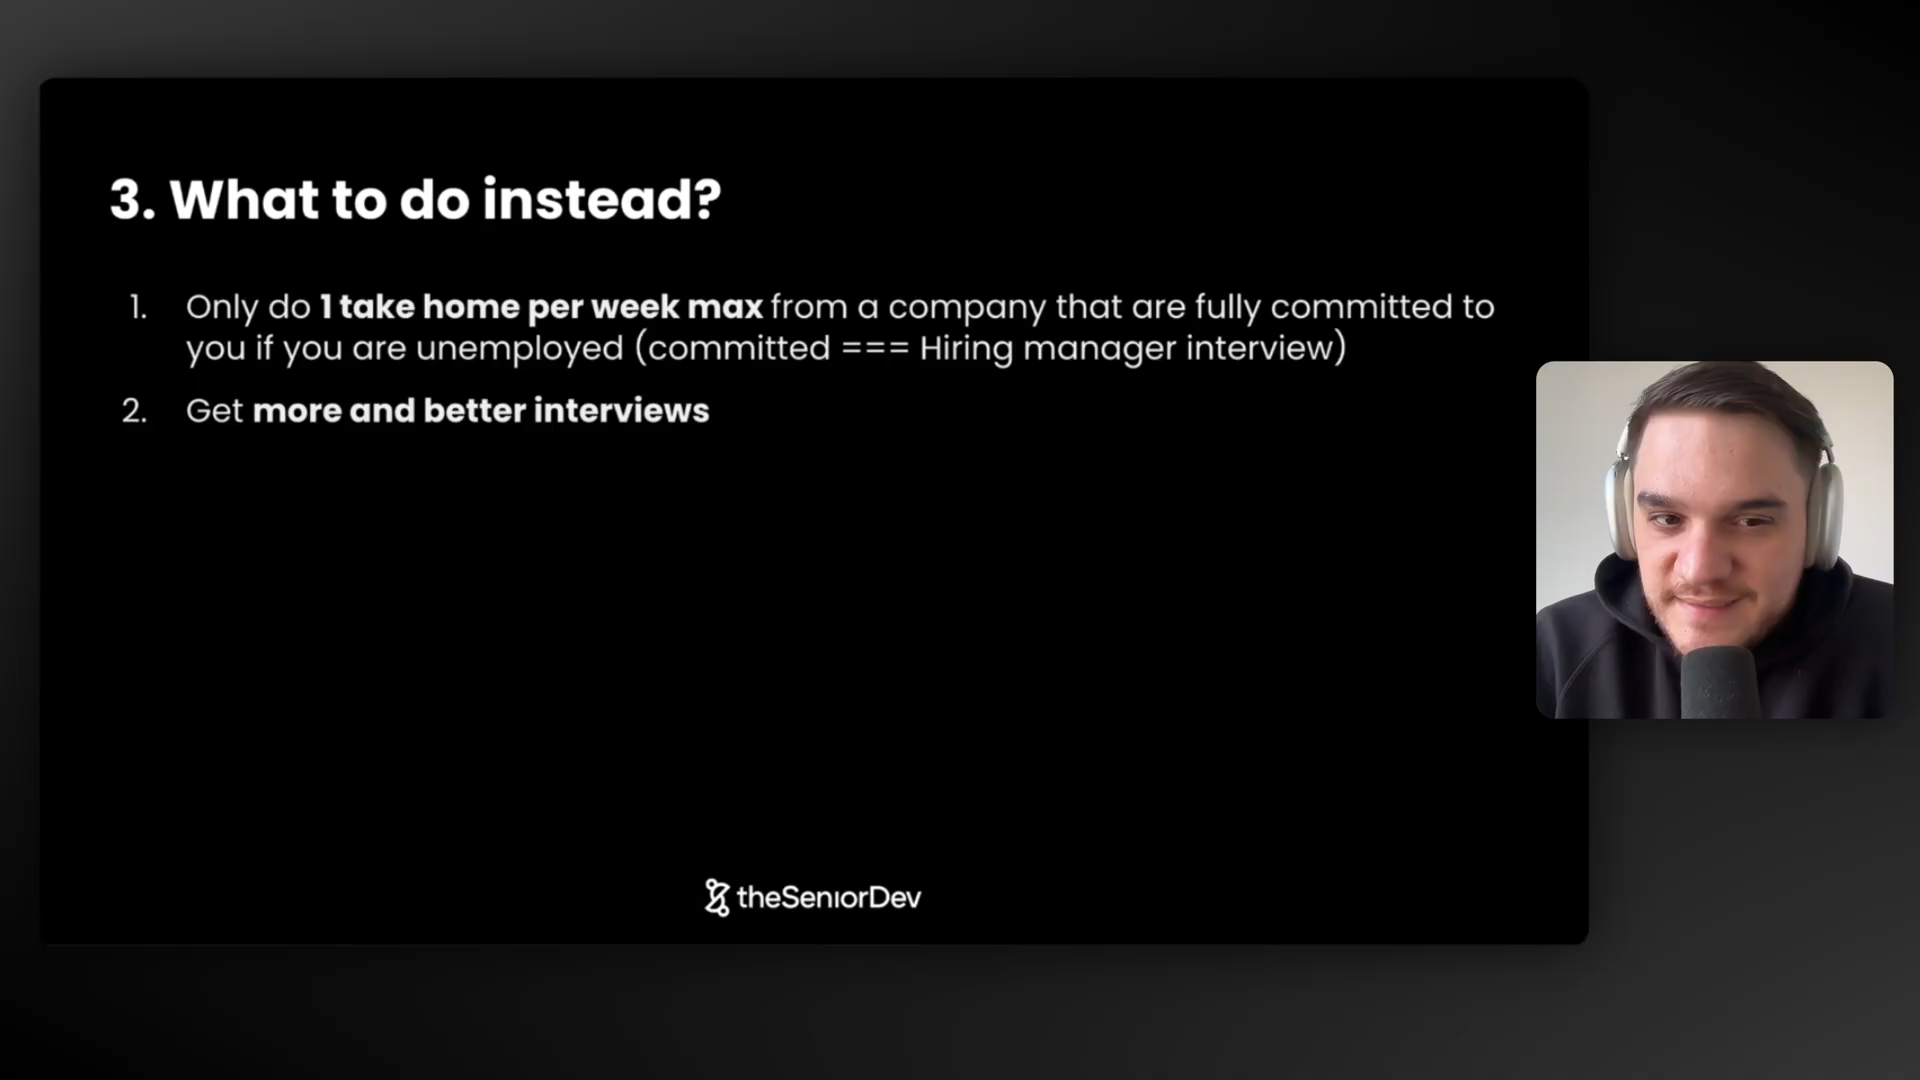 3. What to do instead?
1. Only do 1 take home per week max from a company that are fully committed to
you if you are unemployed (committed === Hiring manager interview)
2. Get more and better interviews
theSeniorDev